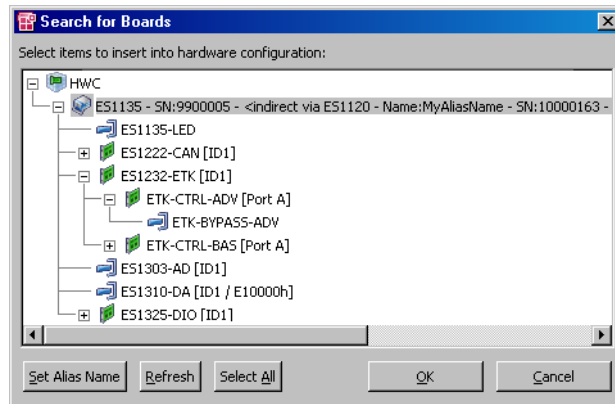 Search for Boards
Select items to insert into hardware configuration:
HWC
ES1135 - SN:9900005 - <indirect via ES1120 - Name:MyAliasName - SN:10000163 -
ES1135-LED
ES1222-CAN [ID1]
ES1232-ETK [ID1]
ETK-CTRL-ADV [Port A]
ETK-BYPASS-ADV
ETK-CTRL-BAS [Port A]
ES1303-AD [ID1]
ES1310-DA [ID1 / E10000h]
ES1325-DIO [ID1]
Set Alias Name Refresh Select All OK Cancel